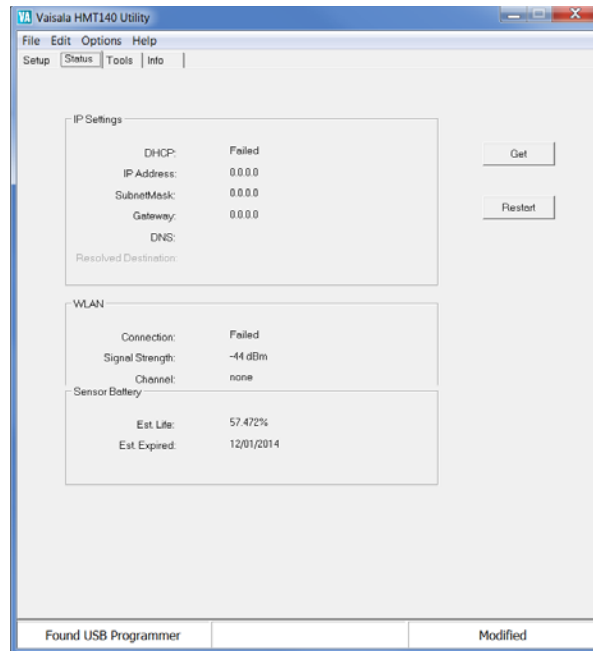 VA Vaisala HMT140 Utility
File Edit Options Help
Setup Status Tools Info
IP Settings
DHCP: Failed
IP Address: 0.0.0.0
SubnetMask: 0.0.0.0
Gateway: 0.0.0.0
DNS:
Resolved Destination:
Get
Restart
WLAN
Connection: Failed
Signal Strength: -44 dBm
Channel: none
Sensor Battery
Est. Life: 57.472%
Est. Expired: 12/01/2014
Found USB Programmer Modified